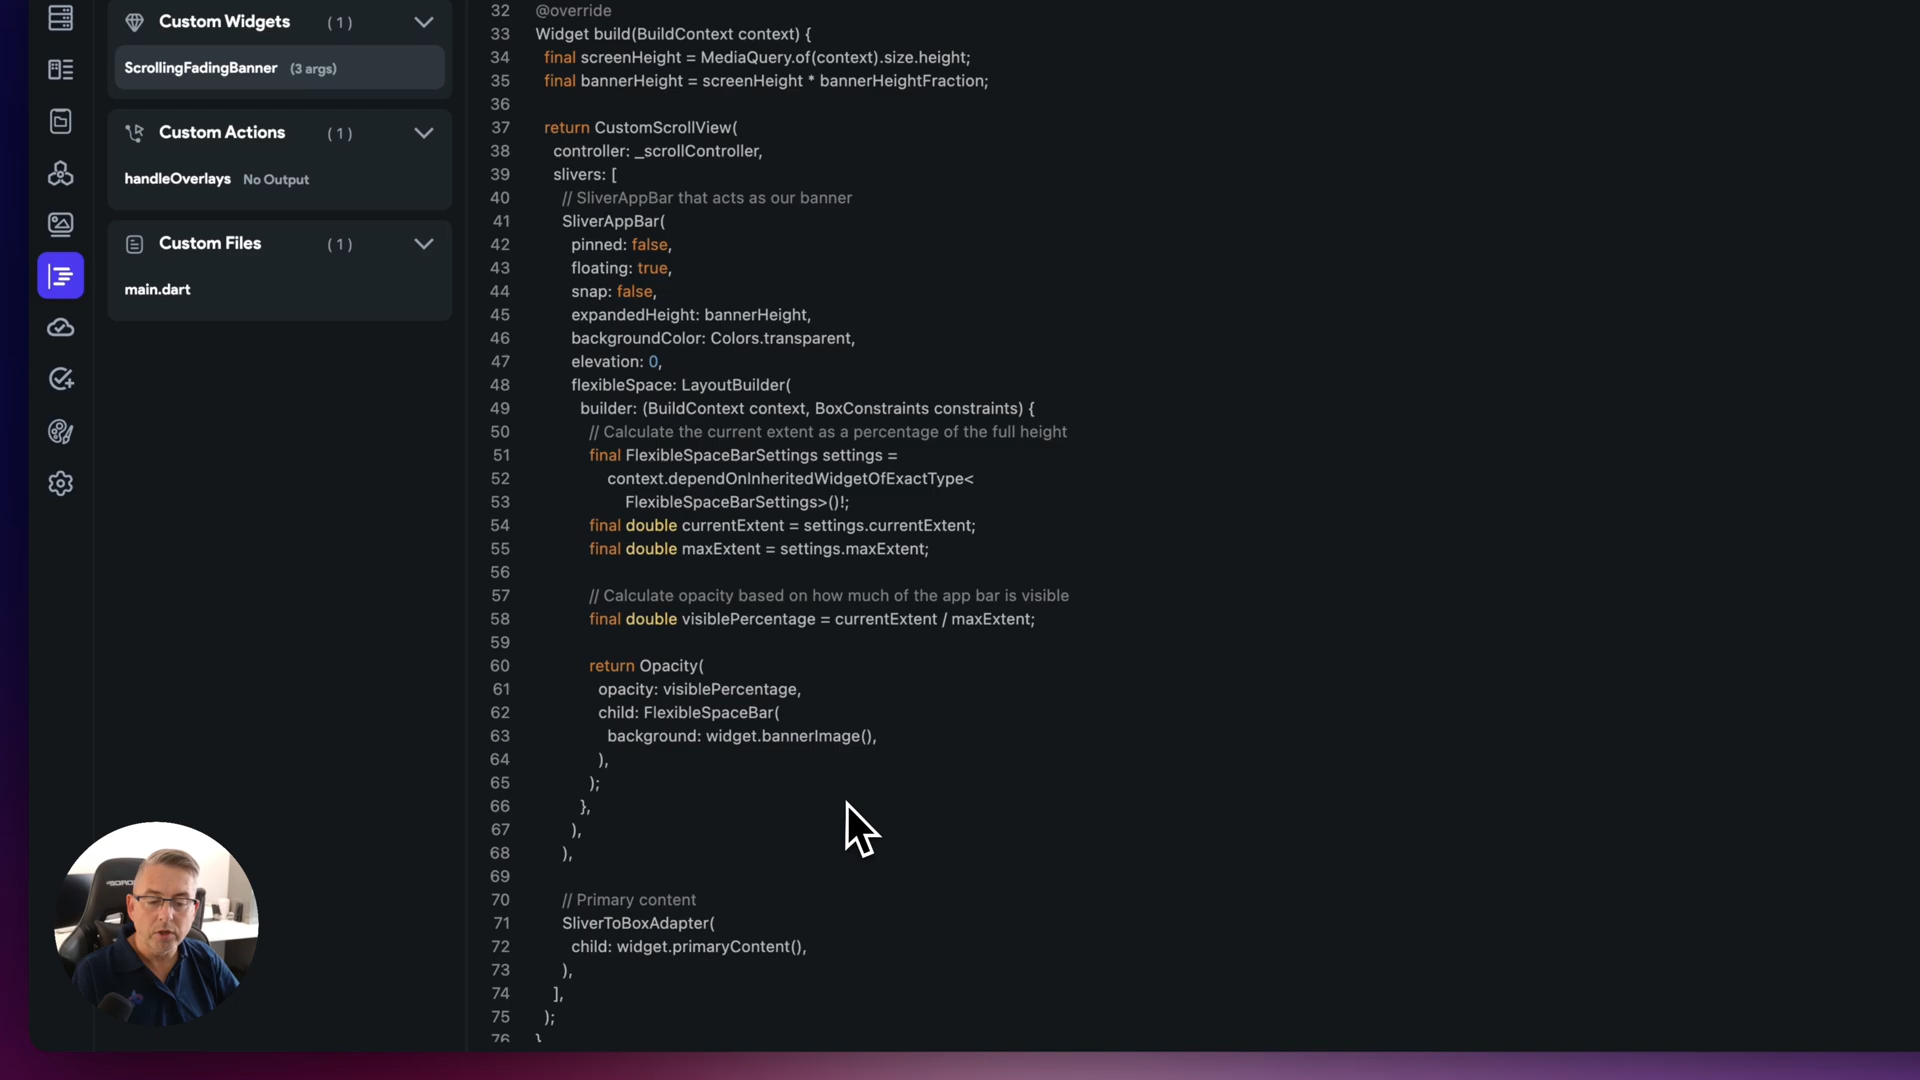 Custom Widgets (1)
ScrollingFadingBanner (3 args)
Custom Actions (1)
handleOverlays No Output
Custom Files (1)
main.dart
32 @override
33 Widget build(BuildContext context) {
34 final screenHeight = MediaQuery.of(context).size.height;
35 final bannerHeight = screenHeight * bannerHeightFraction;
36
37 return CustomScrollView(
38 controller: _scrollController,
39 slivers: [
40 // SliverAppBar that acts as our banner
41 SliverAppBar(
42 pinned: false,
43 floating: true,
44 snap: false,
45 expandedHeight: bannerHeight,
46 backgroundColor: Colors.transparent,
47 elevation: 0,
48 flexibleSpace: LayoutBuilder(
49 builder: (BuildContext context, BoxConstraints constraints) {
50 // Calculate the current extent as a percentage of the full height
51 final FlexibleSpaceBarSettings settings =
52 context.dependOnInheritedWidgetOfExactType<
53 FlexibleSpaceBarSettings>()!;
54 final double currentExtent = settings.currentExtent;
55 final double maxExtent = settings.maxExtent;
56
57 // Calculate opacity based on how much of the app bar is visible
58 final double visiblePercentage = currentExtent / maxExtent;
59
60 return Opacity(
61 opacity: visiblePercentage,
62 child: FlexibleSpaceBar(
63 background: widget.bannerImage(),
64 ),
65 );
66 },
67 ),
68 ),
69
70 // Primary content
71 SliverToBoxAdapter(
72 child: widget.primaryContent(),
73 ),
74 ],
75 );
76 }